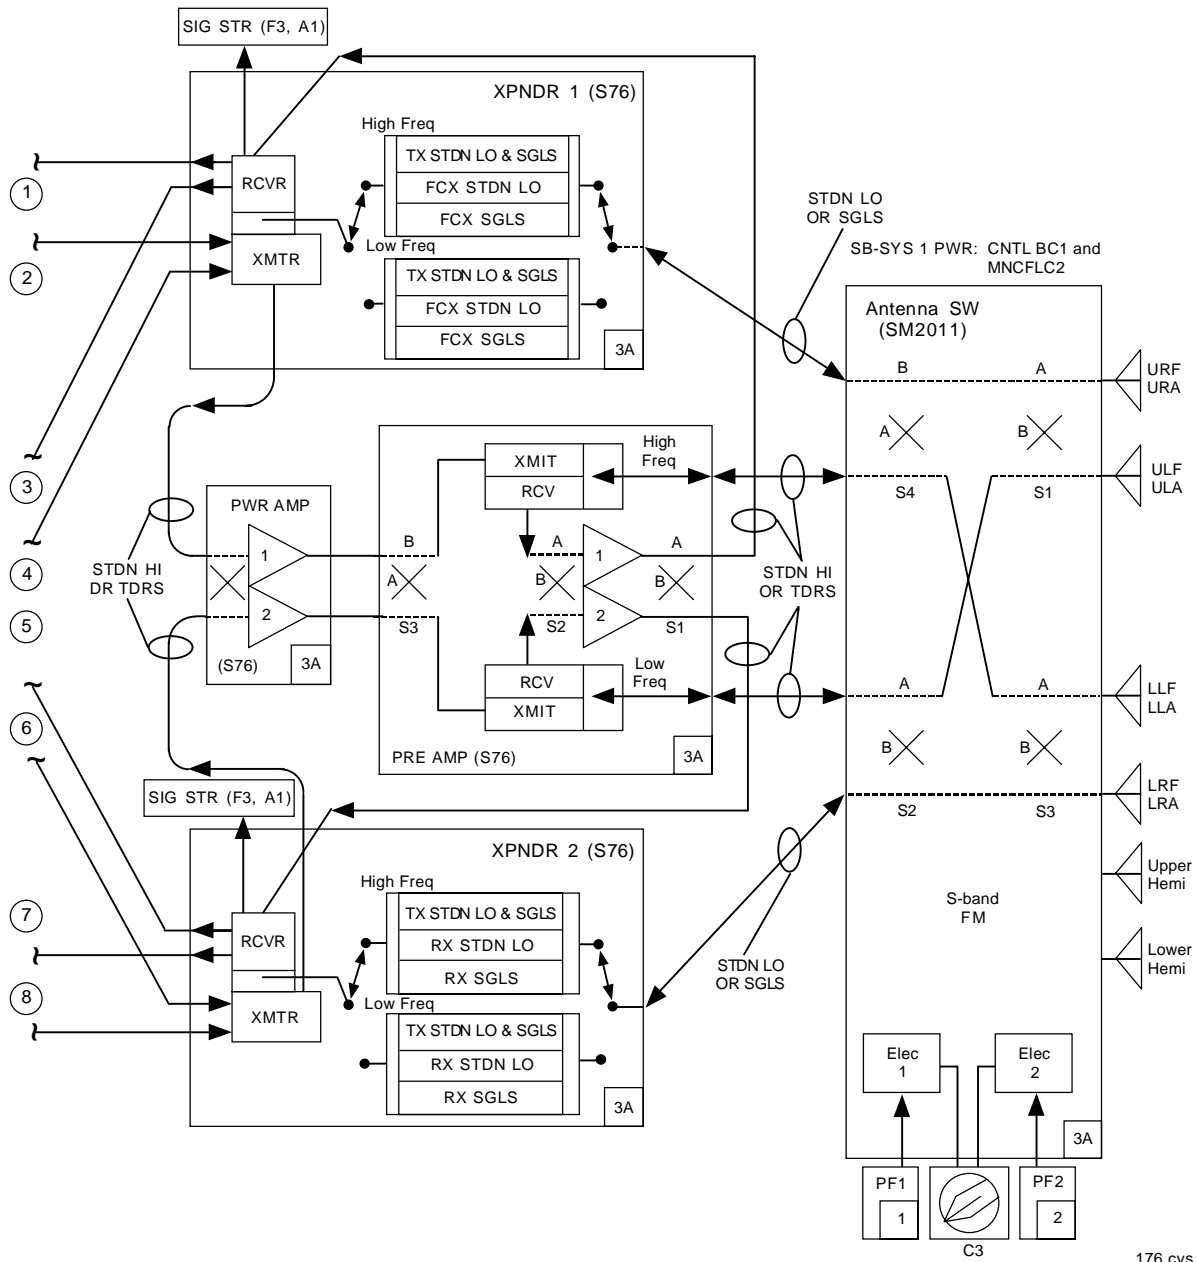 SIG STR (F3, A1)
XPNDR 1 (S76)
High Freq
TX STDN LO & SGLS
FCX STDN LO
FCX SGLS
RCVR
XMTR
Low Freq
TX STDN LO & SGLS
FCX STDN LO
FCX SGLS
3A
1
2
3
4
5
6
7
8
STDN LO
OR SGLS
SB-SYS 1 PWR: CNTL BC1 and
MNCFLC2
Antenna SW
(SM2011)
B
A
A
B
S4
S1
A
A
B
B
S2
S3
URF
URA
ULF
ULA
LLF
LLA
LRF
LRA
Upper
Hemi
Lower
Hemi
S-band
FM
Elec
1
Elec
2
3A
PF1
1
C3
PF2
2
STDN HI
DR TDRS
PWR AMP
1
2
(S76)
3A
B
A
S3
XMIT
RCV
High
Freq
A
B
S2
1
2
A
B
S1
RCV
XMIT
Low
Freq
PRE AMP (S76)
3A
STDN HI
OR TDRS
SIG STR (F3, A1)
XPNDR 2 (S76)
High Freq
TX STDN LO & SGLS
RX STDN LO
RX SGLS
RCVR
XMTR
Low Freq
TX STDN LO & SGLS
RX STDN LO
RX SGLS
3A
STDN LO
OR SGLS
176.cvs